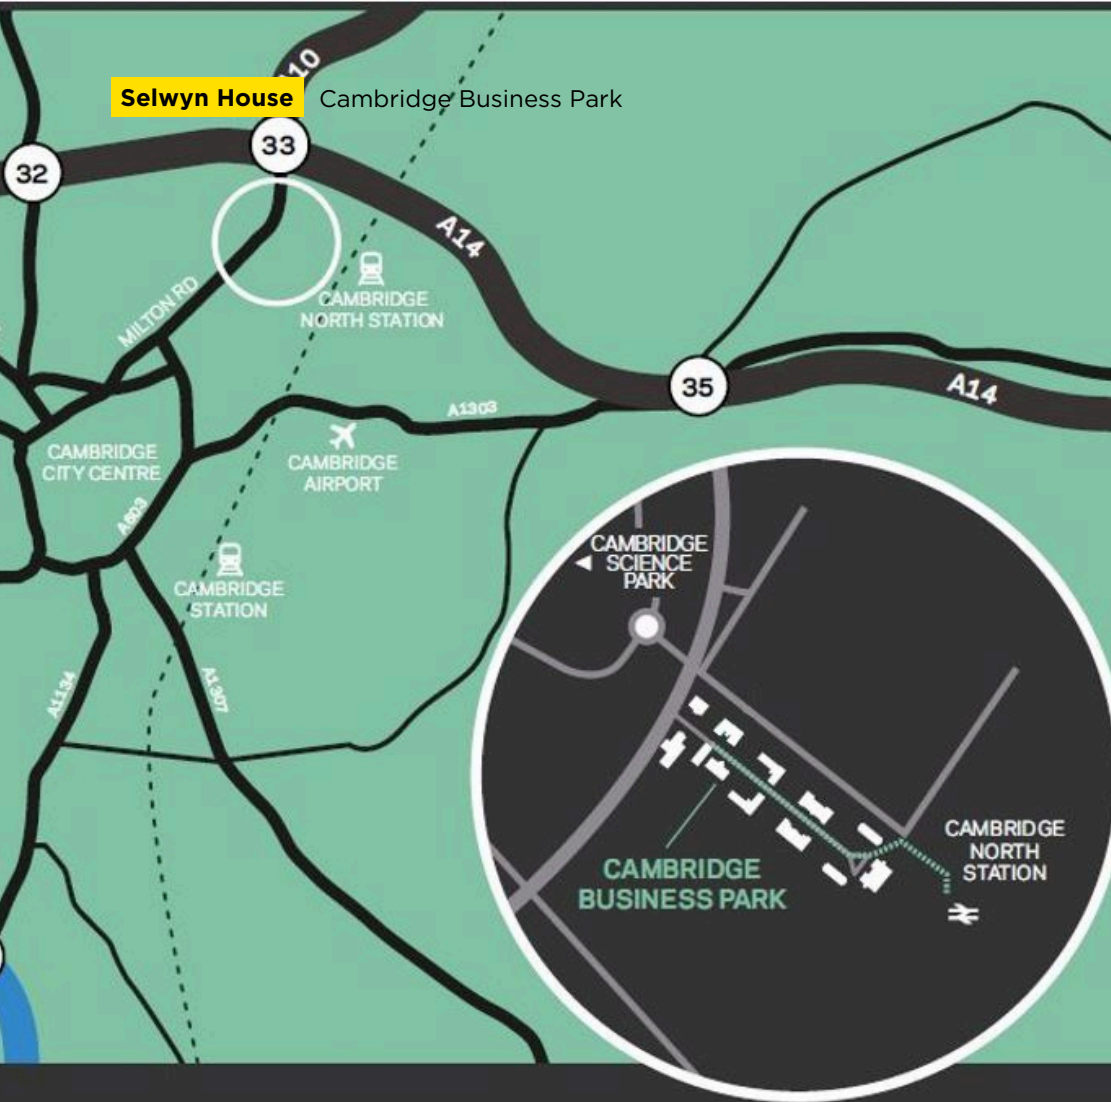 A10
Selwyn House Cambridge Business Park
33
32
A14
MILTON RD
CAMBRIDGE
NORTH STATION
35
A14
A1303
CAMBRIDGE
CITY CENTRE
CAMBRIDGE
AIRPORT
A603
CAMBRIDGE
STATION
A1134
A1307
CAMBRIDGE
SCIENCE
PARK
CAMBRIDGE
BUSINESS PARK
CAMBRIDGE
NORTH
STATION